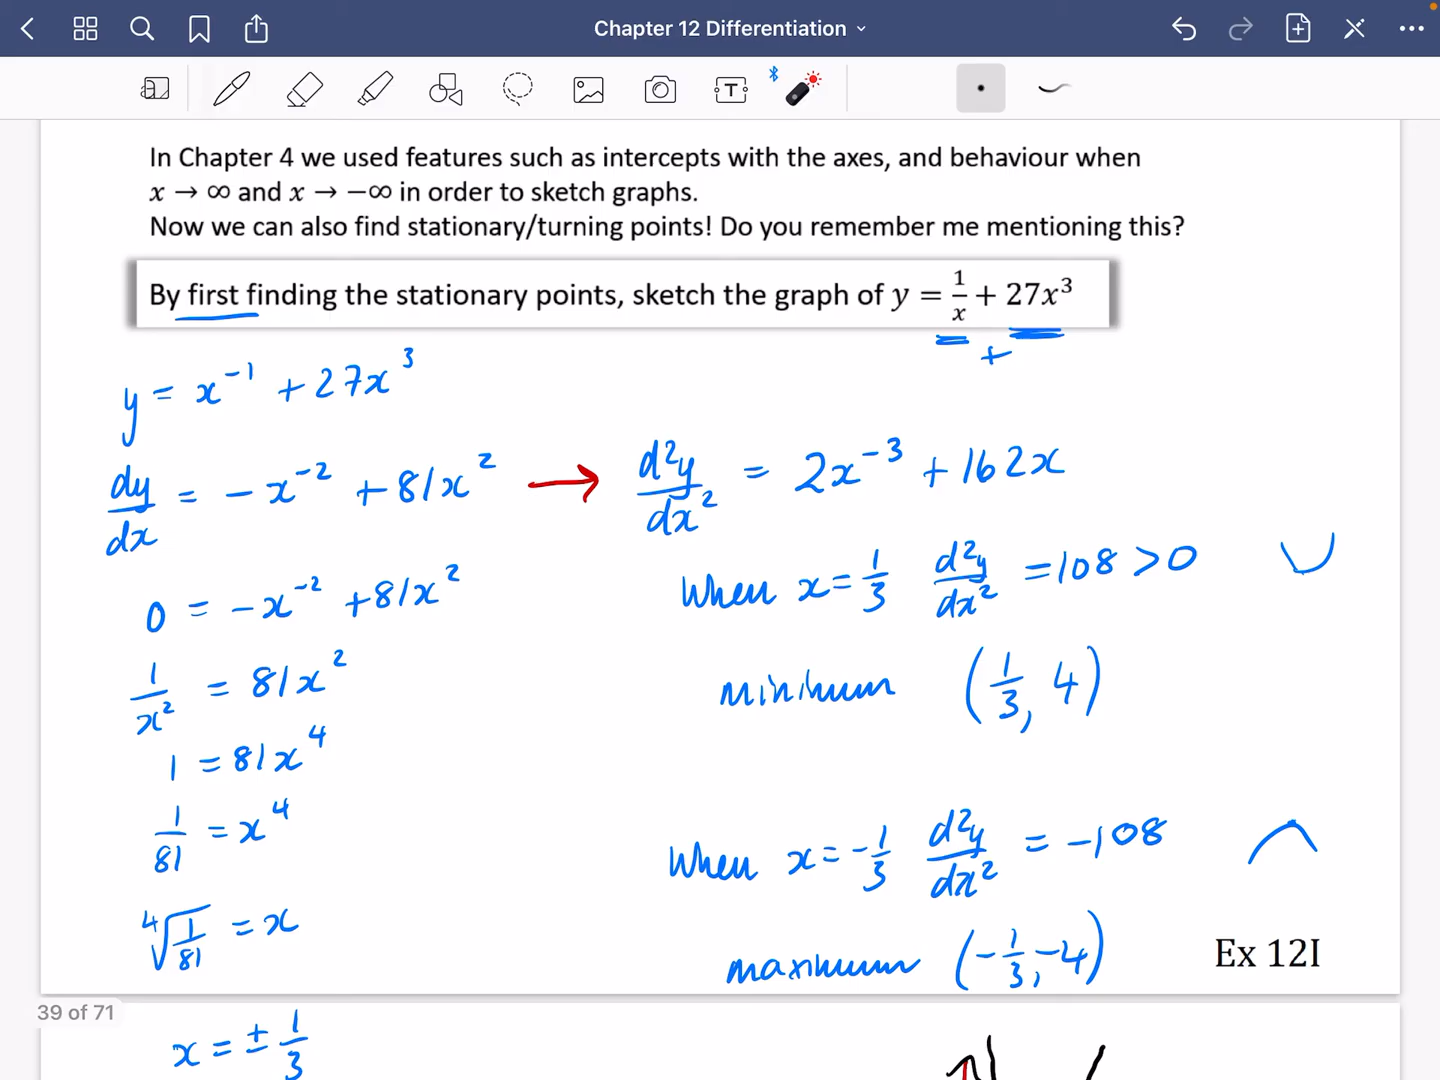 Chapter 12 Differentiation
In Chapter 4 we used features such as intercepts with the axes, and behaviour when
x → ∞ and x → −∞ in order to sketch graphs.
Now we can also find stationary/turning points! Do you remember me mentioning this?
By first finding the stationary points, sketch the graph of y = 1/x + 27x³
+
y = x⁻¹ + 27x³
dy/dx = −x⁻² + 81x² → d²y/dx² = 2x⁻³ + 162x
0 = −x⁻² + 81x²
When x = 1/3 d²y/dx² = 108 > 0
1/x² = 81x²
minimum (1/3, 4)
1 = 81x⁴
1/81 = x⁴
When x = −1/3 d²y/dx² = −108
⁴√(1/81) = x
maximum (−1/3, −4)
Ex 12I
39 of 71
x = ± 1/3